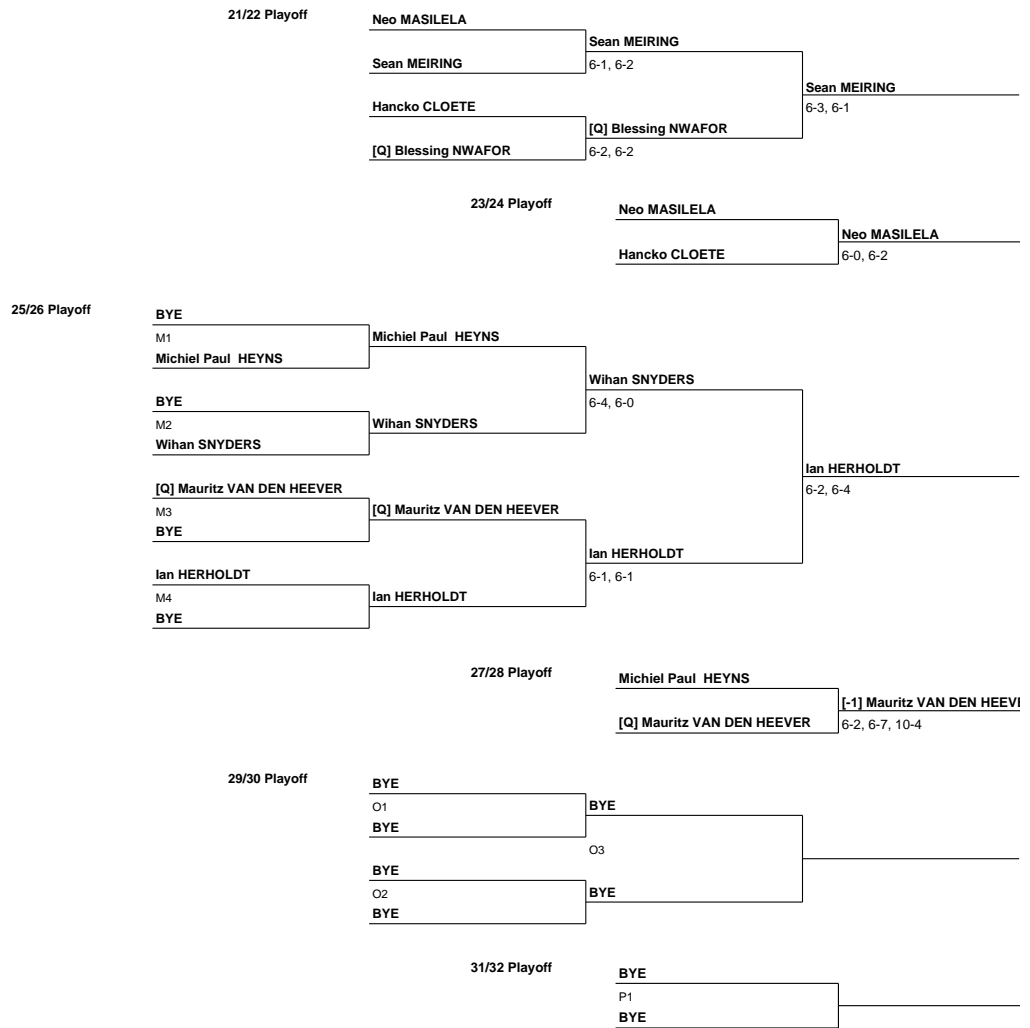 21/22 Playoff
Neo MASILELA
Sean MEIRING
Sean MEIRING
6-1, 6-2
Sean MEIRING
6-3, 6-1
Hancko CLOETE
[Q] Blessing NWAFOR
[Q] Blessing NWAFOR
6-2, 6-2
23/24 Playoff
Neo MASILELA
Neo MASILELA
Hancko CLOETE
6-0, 6-2
25/26 Playoff
BYE
M1
Michiel Paul  HEYNS
Michiel Paul  HEYNS
Wihan SNYDERS
6-4, 6-0
BYE
M2
Wihan SNYDERS
Wihan SNYDERS
Ian HERHOLDT
6-2, 6-4
[Q] Mauritz VAN DEN HEEVER
M3
[Q] Mauritz VAN DEN HEEVER
BYE
Ian HERHOLDT
6-1, 6-1
Ian HERHOLDT
M4
Ian HERHOLDT
BYE
27/28 Playoff
Michiel Paul  HEYNS
[-1] Mauritz VAN DEN HEEVE
[Q] Mauritz VAN DEN HEEVER
6-2, 6-7, 10-4
29/30 Playoff
BYE
O1
BYE
BYE
O3
BYE
O2
BYE
BYE
31/32 Playoff
BYE
P1
BYE